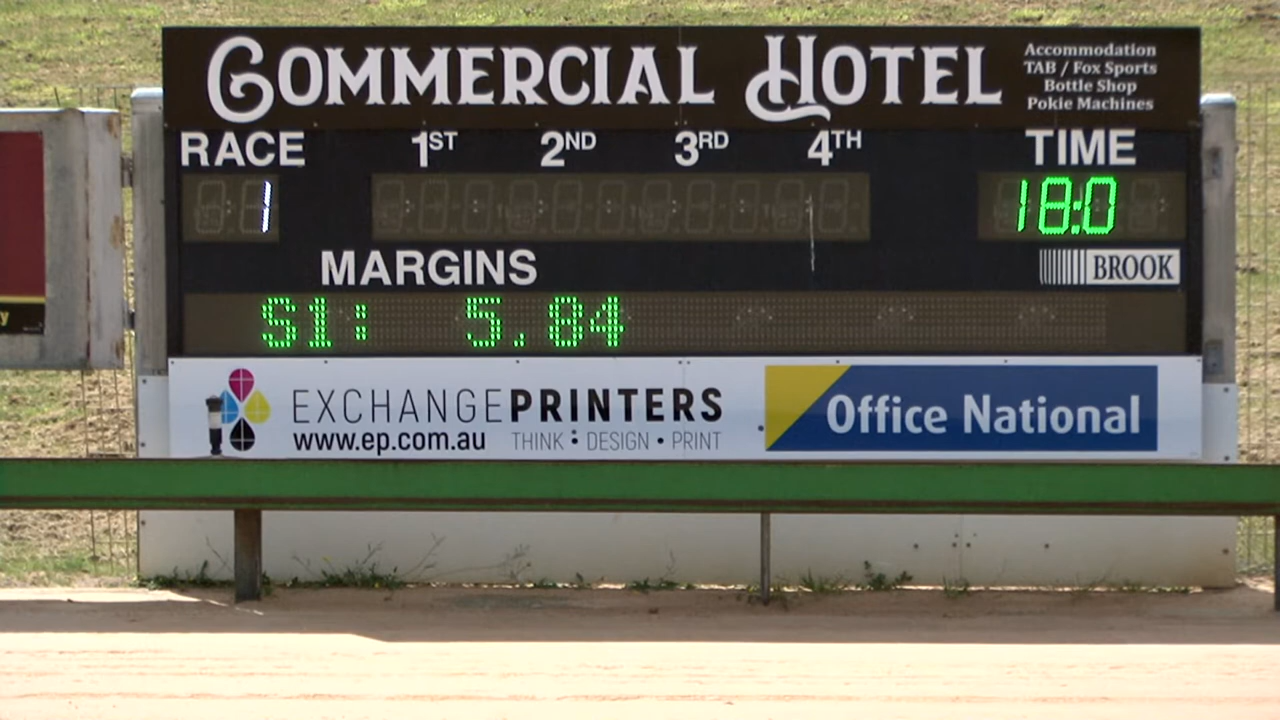 COMMERCIAL HOTEL
Accommodation
TAB / Fox Sports
Bottle Shop
Pokie Machines
RACE 1ST 2ND 3RD 4TH TIME
1 18:0
MARGINS BROOK
S1: 5.84
EXCHANGEPRINTERS
www.ep.com.au THINK • DESIGN • PRINT
Office National